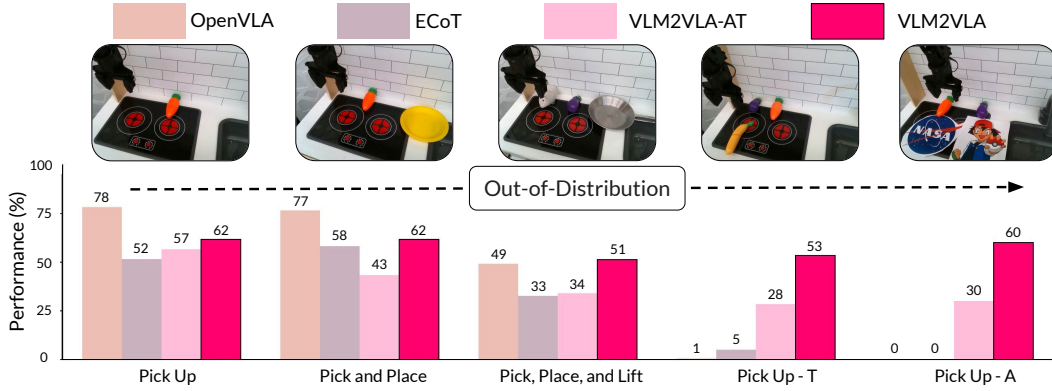 OpenVLA ECoT VLM2VLA-AT VLM2VLA
NASA
Out-of-Distribution
Performance (%)
100
75
50
25
0
78 52 57 62
77 58 43 62
49 33 34 51
1 5 28 53
0 0 30 60
Pick Up Pick and Place Pick, Place, and Lift Pick Up - T Pick Up - A